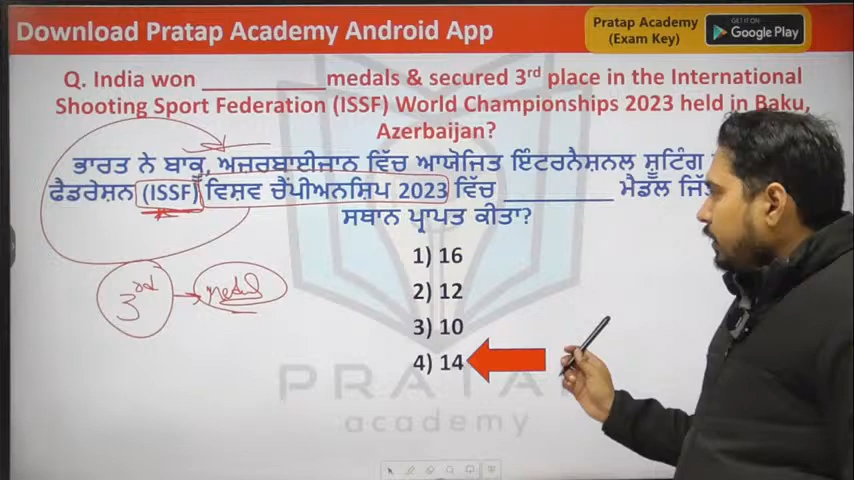 Download Pratap Academy Android App
Pratap Academy
(Exam Key)
GET IT ON
Google Play
Q. India won __________ medals & secured 3rd place in the International
Shooting Sport Federation (ISSF) World Championships 2023 held in Baku,
Azerbaijan?
ਭਾਰਤ ਨੇ ਬਾਕੂ, ਅਜ਼ਰਬਾਈਜਾਨ ਵਿੱਚ ਆਯੋਜਿਤ ਇੰਟਰਨੈਸ਼ਨਲ ਸ਼ੂਟਿੰਗ
ਫੈਡਰੇਸ਼ਨ (ISSF) ਵਿਸ਼ਵ ਚੈਂਪੀਅਨਸ਼ਿਪ 2023 ਵਿੱਚ __________ ਮੈਡਲ
ਸਥਾਨ ਪ੍ਰਾਪਤ ਕੀਤਾ?
1) 16
2) 12
3) 10
4) 14
3rd → medal
PRATAP
academy